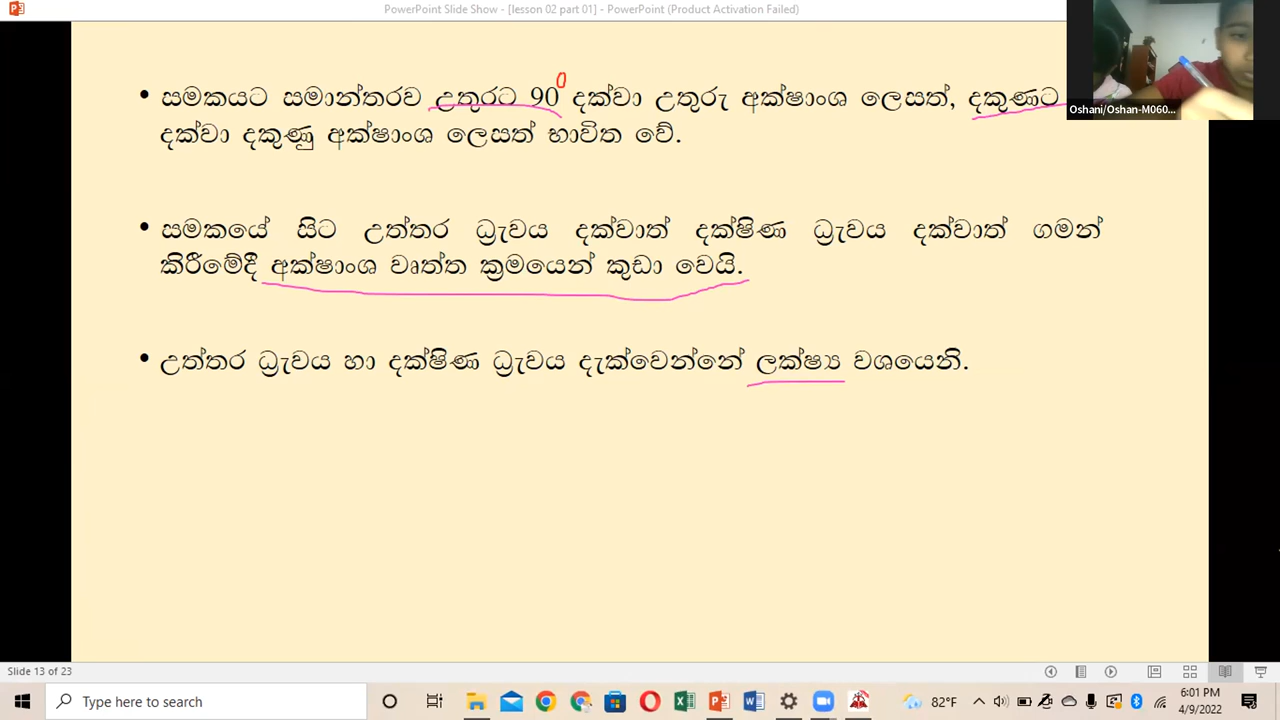 PowerPoint Slide Show - [lesson 02 part 01] - PowerPoint (Product Activation Failed)
Oshani/Oshan-M060...
• සමකයට සමාන්තරව උතුරට 90⁰ දක්වා උතුරු අක්ෂාංශ ලෙසත්, දකුණට
දක්වා දකුණු අක්ෂාංශ ලෙසත් භාවිත වේ.
• සමකයේ සිට උත්තර ධ්‍රැවය දක්වාත් දක්ෂිණ ධ්‍රැවය දක්වාත් ගමන්
කිරීමේදී අක්ෂාංශ වෘත්ත ක්‍රමයෙන් කුඩා වෙයි.
• උත්තර ධ්‍රැවය හා දක්ෂිණ ධ්‍රැවය දැක්වෙන්නේ ලක්ෂ්‍ය වශයෙනි.
Slide 13 of 23
Type here to search
82°F
6:01 PM
4/9/2022